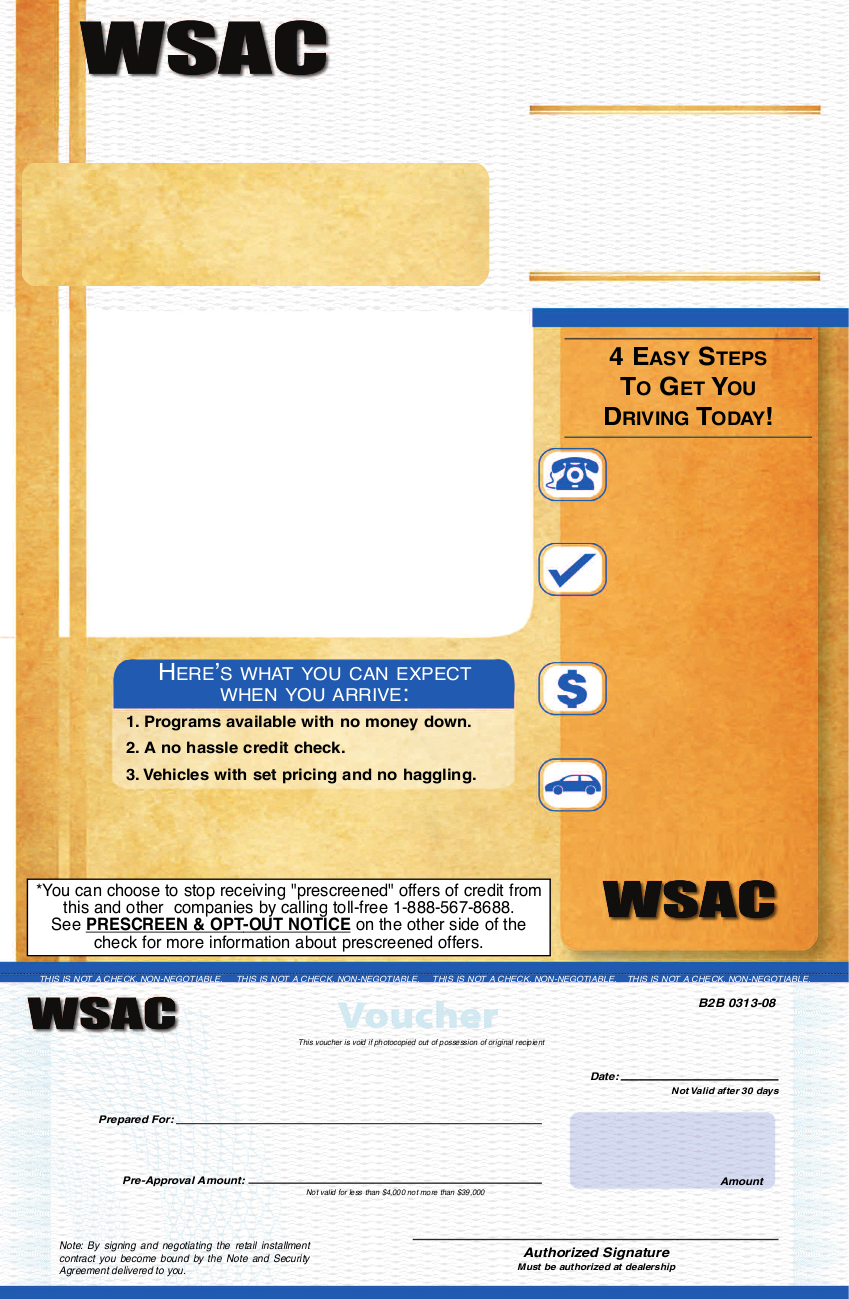 WSAC
4 EASY STEPS
TO GET YOU
DRIVING TODAY!
HERE'S WHAT YOU CAN EXPECT
WHEN YOU ARRIVE:
1. Programs available with no money down.
2. A no hassle credit check.
3. Vehicles with set pricing and no haggling.
$
WSAC
*You can choose to stop receiving "prescreened" offers of credit from
this and other companies by calling toll-free 1-888-567-8688.
See PRESCREEN & OPT-OUT NOTICE on the other side of the
check for more information about prescreened offers.
THIS IS NOT A CHECK, NON-NEGOTIABLE. THIS IS NOT A CHECK, NON-NEGOTIABLE. THIS IS NOT A CHECK, NON-NEGOTIABLE. THIS IS NOT A CHECK, NON-NEGOTIABLE.
WSAC
Voucher
B2B 0313-08
This voucher is void if photocopied out of possession of original recipient
Date:
Not Valid after 30 days
Prepared For:
Pre-Approval Amount:
Amount
Not valid for less than $4,000 not more than $39,000
Note: By signing and negotiating the retail installment
contract you become bound by the Note and Security
Agreement delivered to you.
Authorized Signature
Must be authorized at dealership